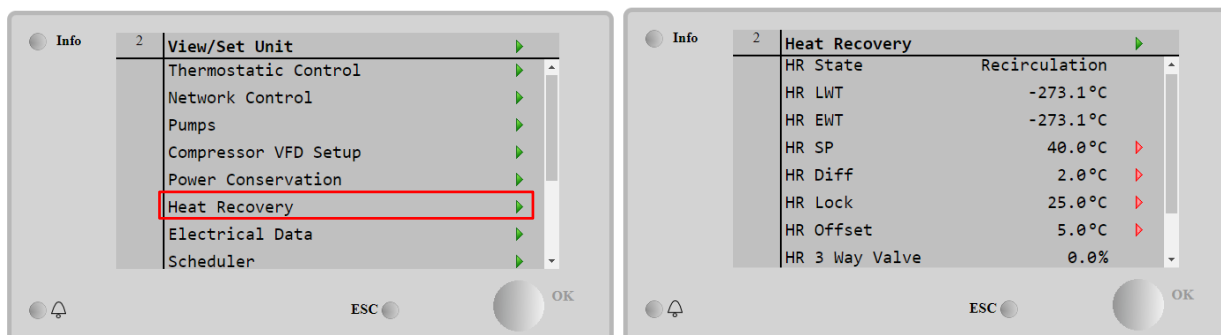 Info
2
View/Set Unit
Thermostatic Control
Network Control
Pumps
Compressor VFD Setup
Power Conservation
Heat Recovery
Electrical Data
Scheduler
ESC
OK
Info
2
Heat Recovery
HR State Recirculation
HR LWT -273.1°C
HR EWT -273.1°C
HR SP 40.0°C
HR Diff 2.0°C
HR Lock 25.0°C
HR Offset 5.0°C
HR 3 Way Valve 0.0%
ESC
OK